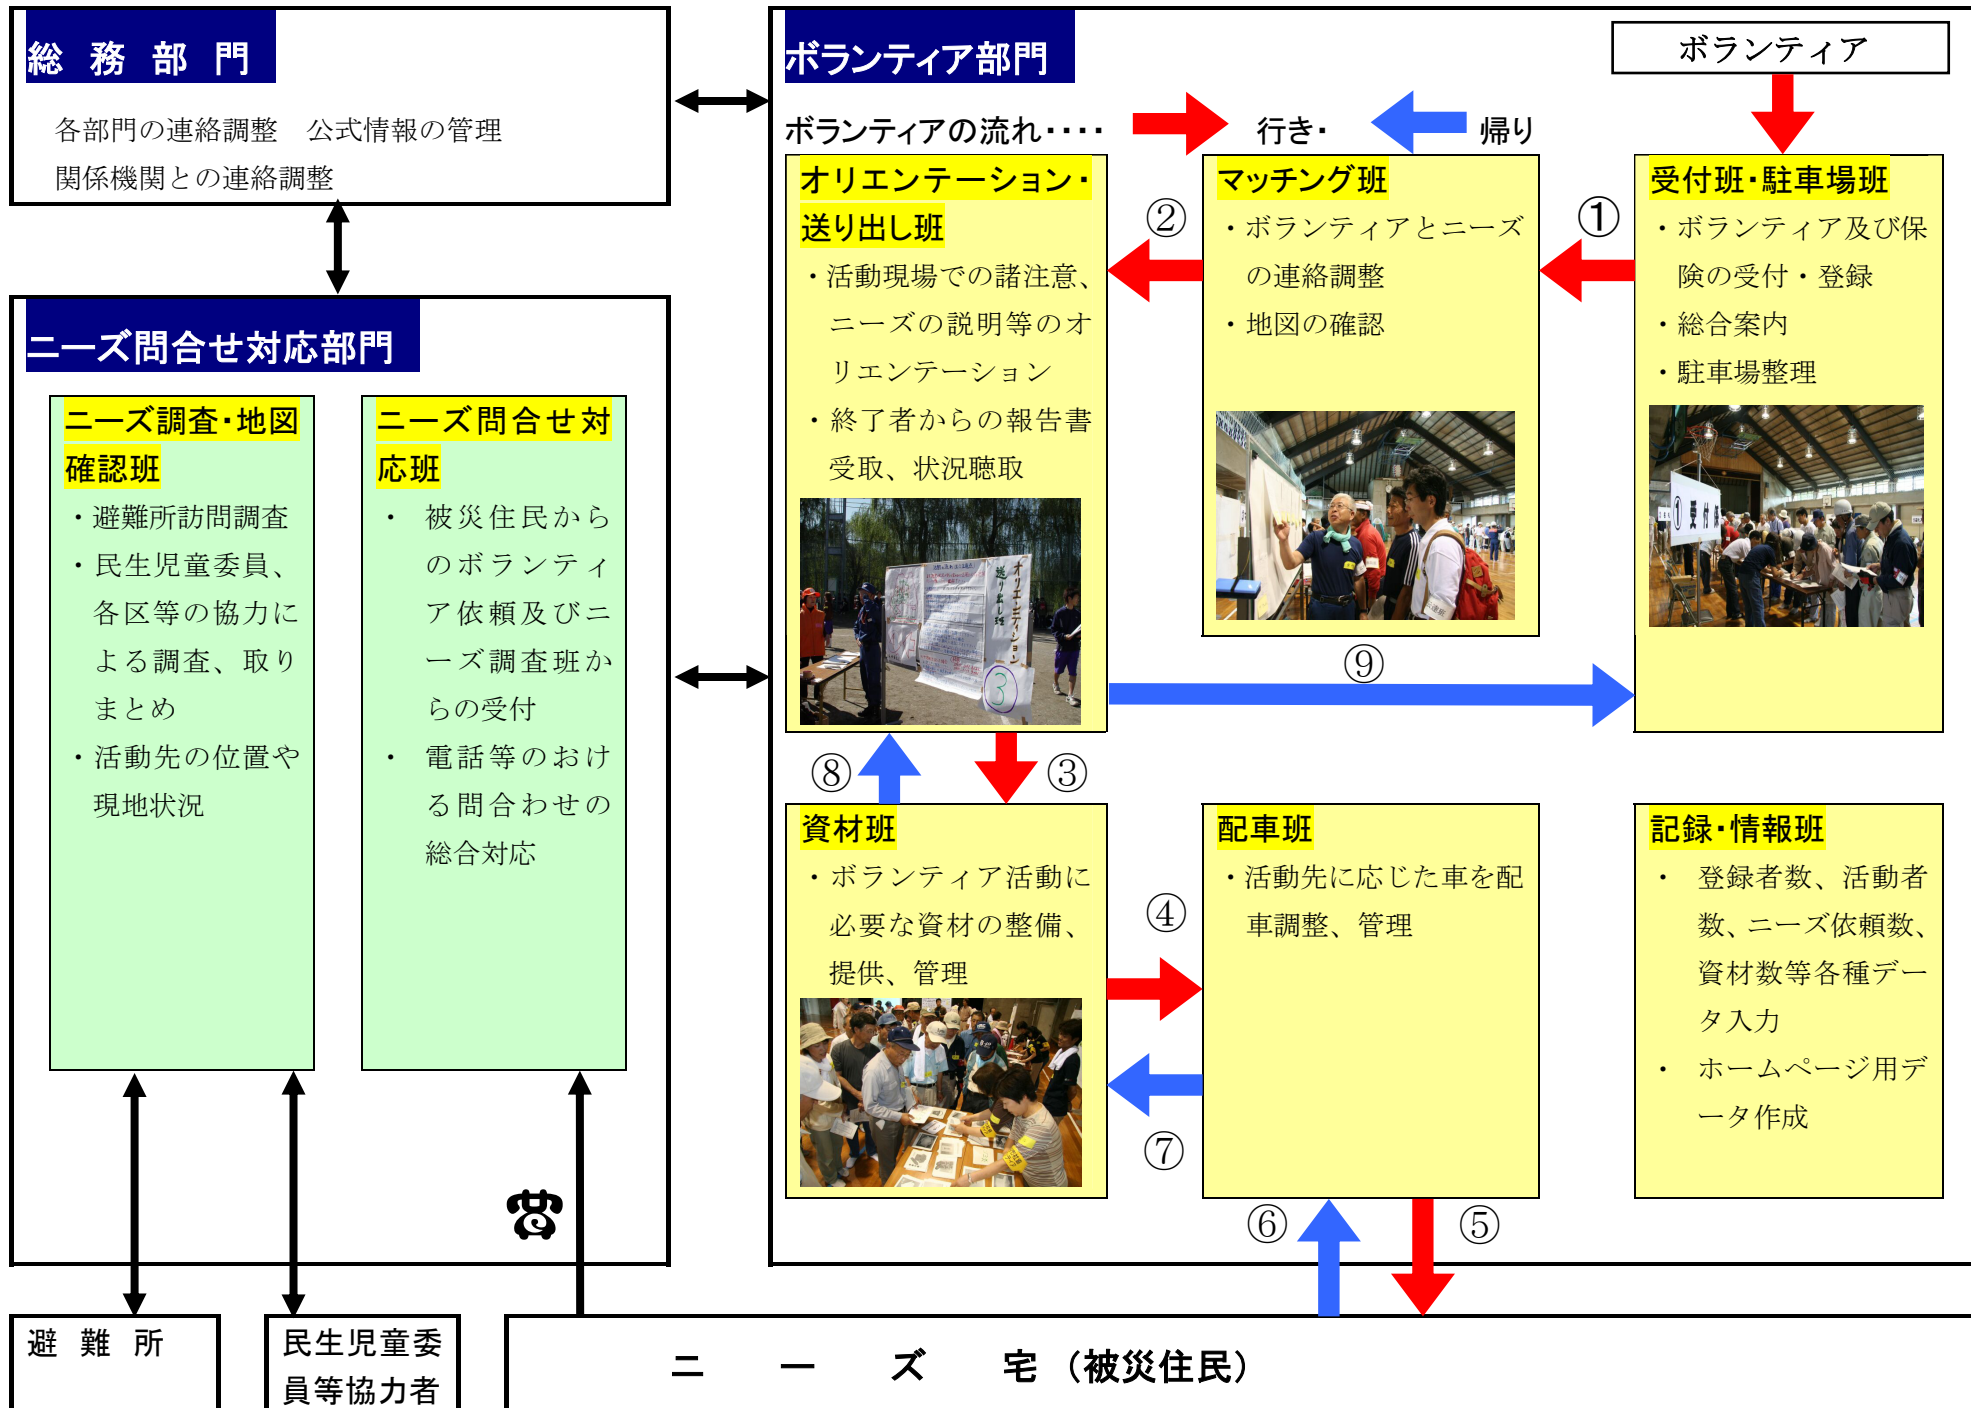 総務部門
各部門の連絡調整　公式情報の管理
関係機関との連絡調整
ニーズ問合せ対応部門
ニーズ調査・地図
確認班
・避難所訪問調査
・民生児童委員、
各区等の協力に
よる調査、取り
まとめ
・活動先の位置や
現地状況
ニーズ問合せ対
応班
・ 被災住民から
のボランティ
ア依頼及びニ
ーズ調査班か
らの受付
・ 電話等のおけ
る問合わせの
総合対応
ボランティア部門
ボランティア
ボランティアの流れ・・・・ 行き・ 帰り
オリエンテーション・
送り出し班
・活動現場での諸注意、
ニーズの説明等のオ
リエンテーション
・終了者からの報告書
受取、状況聴取
オリエンテイション
送り出し班
3
②
マッチング班
・ボランティアとニーズ
の連絡調整
・地図の確認
①
受付班・駐車場班
・ボランティア及び保
険の受付・登録
・総合案内
・駐車場整理
①受付
⑨
⑧
③
資材班
・ボランティア活動に
必要な資材の整備、
提供、管理
④
⑦
配車班
・活動先に応じた車を配
車調整、管理
記録・情報班
・ 登録者数、活動者
数、ニーズ依頼数、
資材数等各種デー
タ入力
・ ホームページ用デ
ータ作成
⑥
⑤
避難所
民生児童委
員等協力者
ニーズ宅（被災住民）